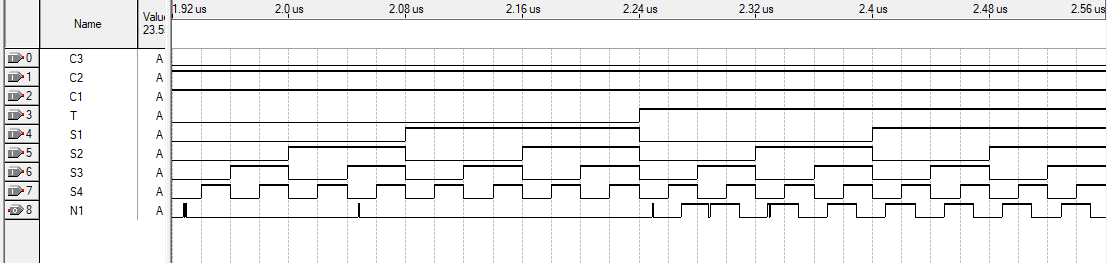 Name
Value
23.5
1.92 us
2.0 us
2.08 us
2.16 us
2.24 us
2.32 us
2.4 us
2.48 us
2.56 us
0 C3 A
1 C2 A
2 C1 A
3 T A
4 S1 A
5 S2 A
6 S3 A
7 S4 A
8 N1 A